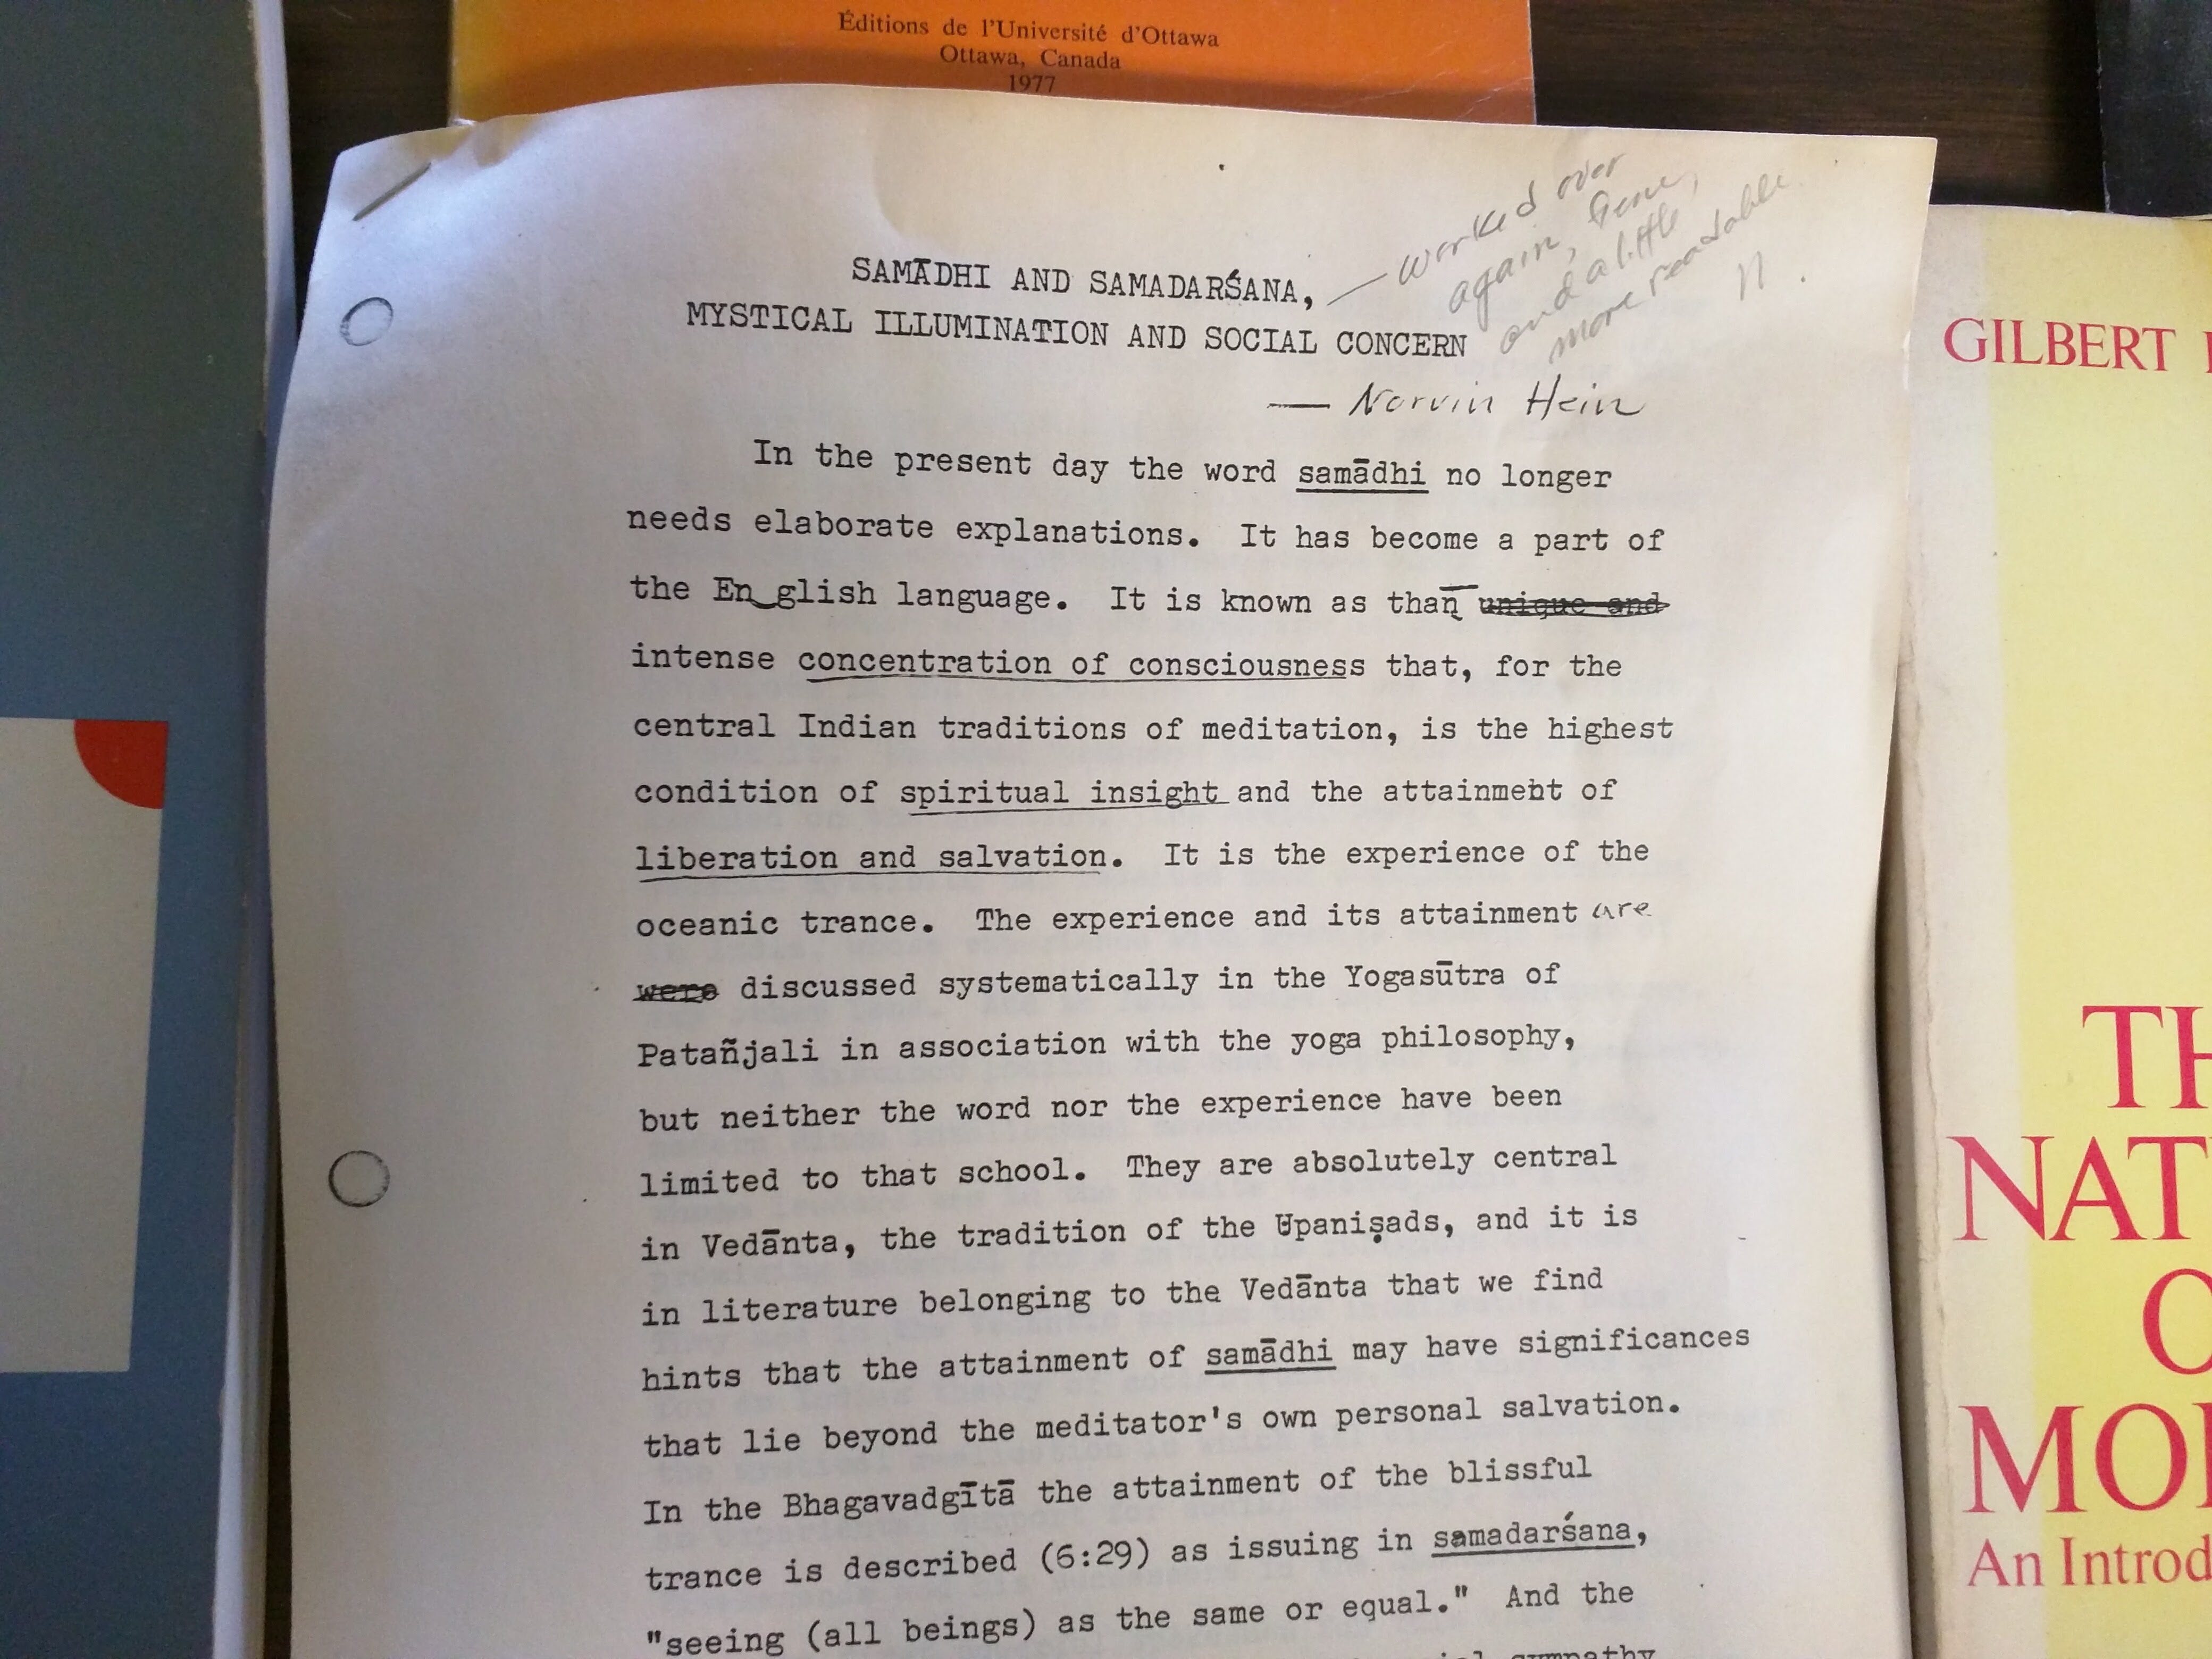 Éditions de l'Université d'Ottawa
Ottawa, Canada
1977
— worked over
again, Gene,
and a little
more readable.
N.
SAMĀDHI AND SAMADARŚANA,
MYSTICAL ILLUMINATION AND SOCIAL CONCERN
— Norvin Hein
In the present day the word samādhi no longer
needs elaborate explanations. It has become a part of
the En glish language. It is known as than unique and
intense concentration of consciousness that, for the
central Indian traditions of meditation, is the highest
condition of spiritual insight and the attainment of
liberation and salvation. It is the experience of the
oceanic trance. The experience and its attainment are
were discussed systematically in the Yogasūtra of
Patañjali in association with the yoga philosophy,
but neither the word nor the experience have been
limited to that school. They are absolutely central
in Vedānta, the tradition of the Upaniṣads, and it is
in literature belonging to the Vedānta that we find
hints that the attainment of samādhi may have significances
that lie beyond the meditator's own personal salvation.
In the Bhagavadgītā the attainment of the blissful
trance is described (6:29) as issuing in samadarśana,
"seeing (all beings) as the same or equal." And the
sympathy
GILBERT
TH
NAT
O
MO
An Introd